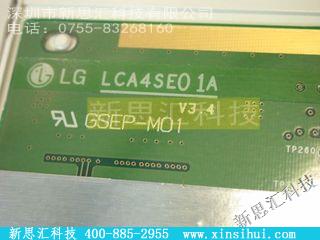 深圳市新思汇科技有限公司
电话：0755-83268160
LG LCA4SE01A
新思汇科技
V3.4
GSEP-M01
TP260
新思汇科技
新思汇科技 400-885-2955 www.xinsihui.com